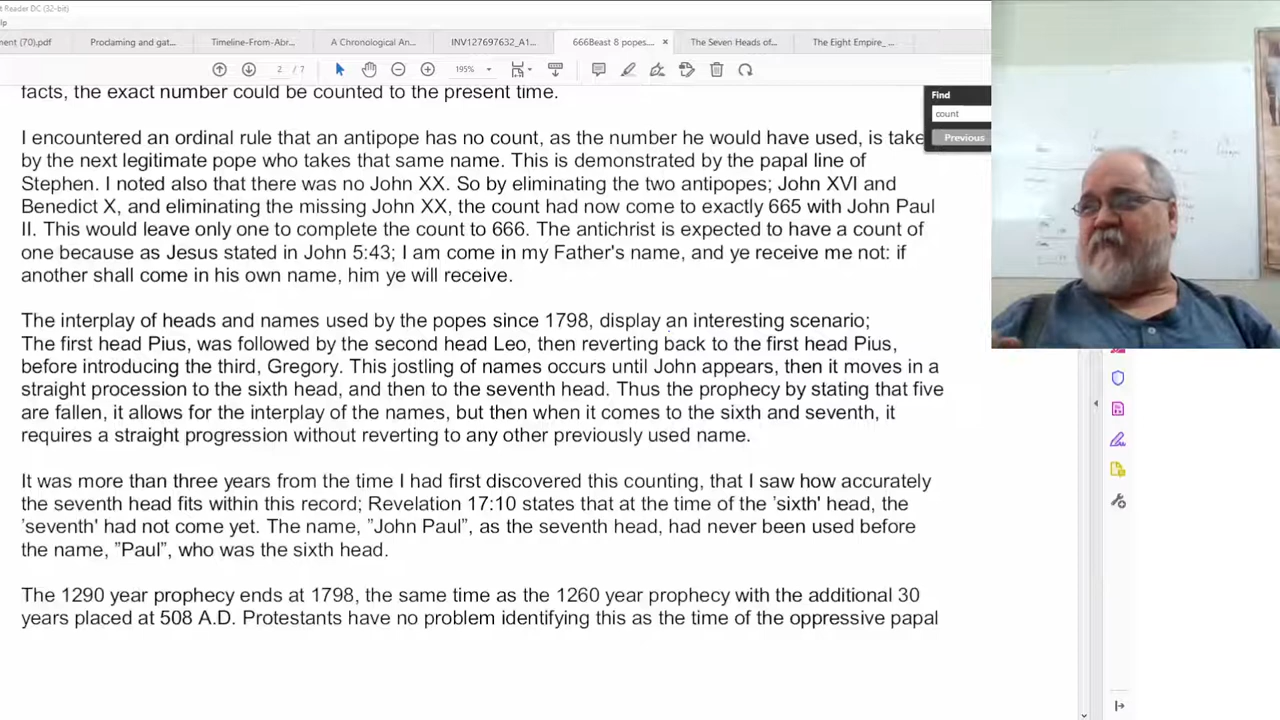 t Reader DC (32-bit)
lp
ment (70).pdf
Proclaming and gat...
Timeline-From-Abr...
A Chronological An...
INV127697632_A1...
666Beast 8 popes.... ×
The Seven Heads of...
The Eight Empire_ ...
2 / 7
195%
Find
count
Previous
facts, the exact number could be counted to the present time.
I encountered an ordinal rule that an antipope has no count, as the number he would have used, is take
by the next legitimate pope who takes that same name. This is demonstrated by the papal line of
Stephen. I noted also that there was no John XX. So by eliminating the two antipopes; John XVI and
Benedict X, and eliminating the missing John XX, the count had now come to exactly 665 with John Paul
II. This would leave only one to complete the count to 666. The antichrist is expected to have a count of
one because as Jesus stated in John 5:43; I am come in my Father's name, and ye receive me not: if
another shall come in his own name, him ye will receive.
The interplay of heads and names used by the popes since 1798, display an interesting scenario;
The first head Pius, was followed by the second head Leo, then reverting back to the first head Pius,
before introducing the third, Gregory. This jostling of names occurs until John appears, then it moves in a
straight procession to the sixth head, and then to the seventh head. Thus the prophecy by stating that five
are fallen, it allows for the interplay of the names, but then when it comes to the sixth and seventh, it
requires a straight progression without reverting to any other previously used name.
It was more than three years from the time I had first discovered this counting, that I saw how accurately
the seventh head fits within this record; Revelation 17:10 states that at the time of the 'sixth' head, the
'seventh' had not come yet. The name, "John Paul", as the seventh head, had never been used before
the name, "Paul", who was the sixth head.
The 1290 year prophecy ends at 1798, the same time as the 1260 year prophecy with the additional 30
years placed at 508 A.D. Protestants have no problem identifying this as the time of the oppressive papal